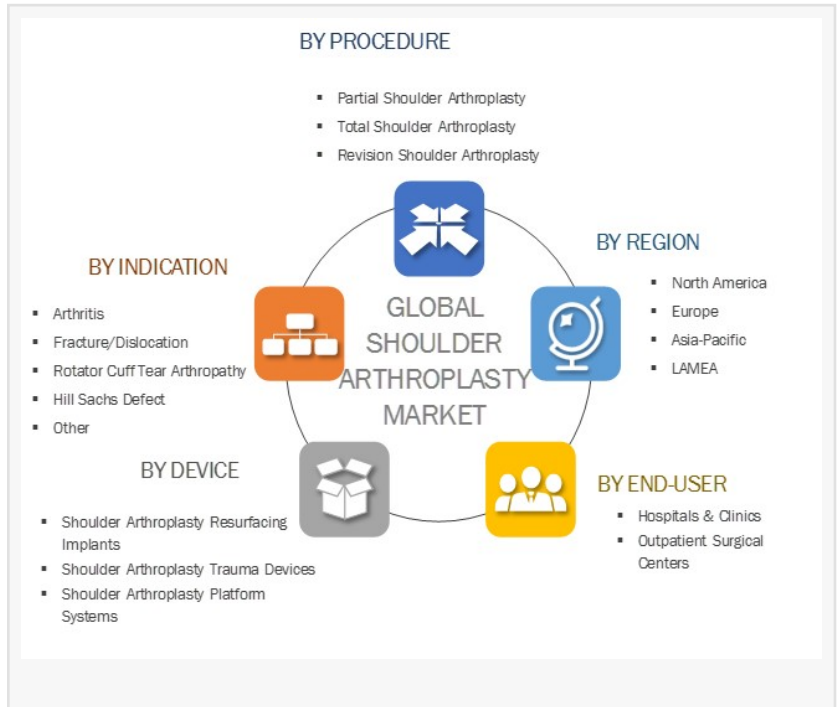 BY PROCEDURE
▪ Partial Shoulder Arthroplasty
▪ Total Shoulder Arthroplasty
▪ Revision Shoulder Arthroplasty
BY REGION
▪ North America
▪ Europe
▪ Asia-Pacific
▪ LAMEA
BY INDICATION
▪ Arthritis
▪ Fracture/Dislocation
▪ Rotator Cuff Tear Arthropathy
▪ Hill Sachs Defect
▪ Other
GLOBAL
SHOULDER
ARTHROPLASTY
MARKET
BY DEVICE
▪ Shoulder Arthroplasty Resurfacing
Implants
▪ Shoulder Arthroplasty Trauma Devices
▪ Shoulder Arthroplasty Platform
Systems
BY END-USER
▪ Hospitals & Clinics
▪ Outpatient Surgical
Centers